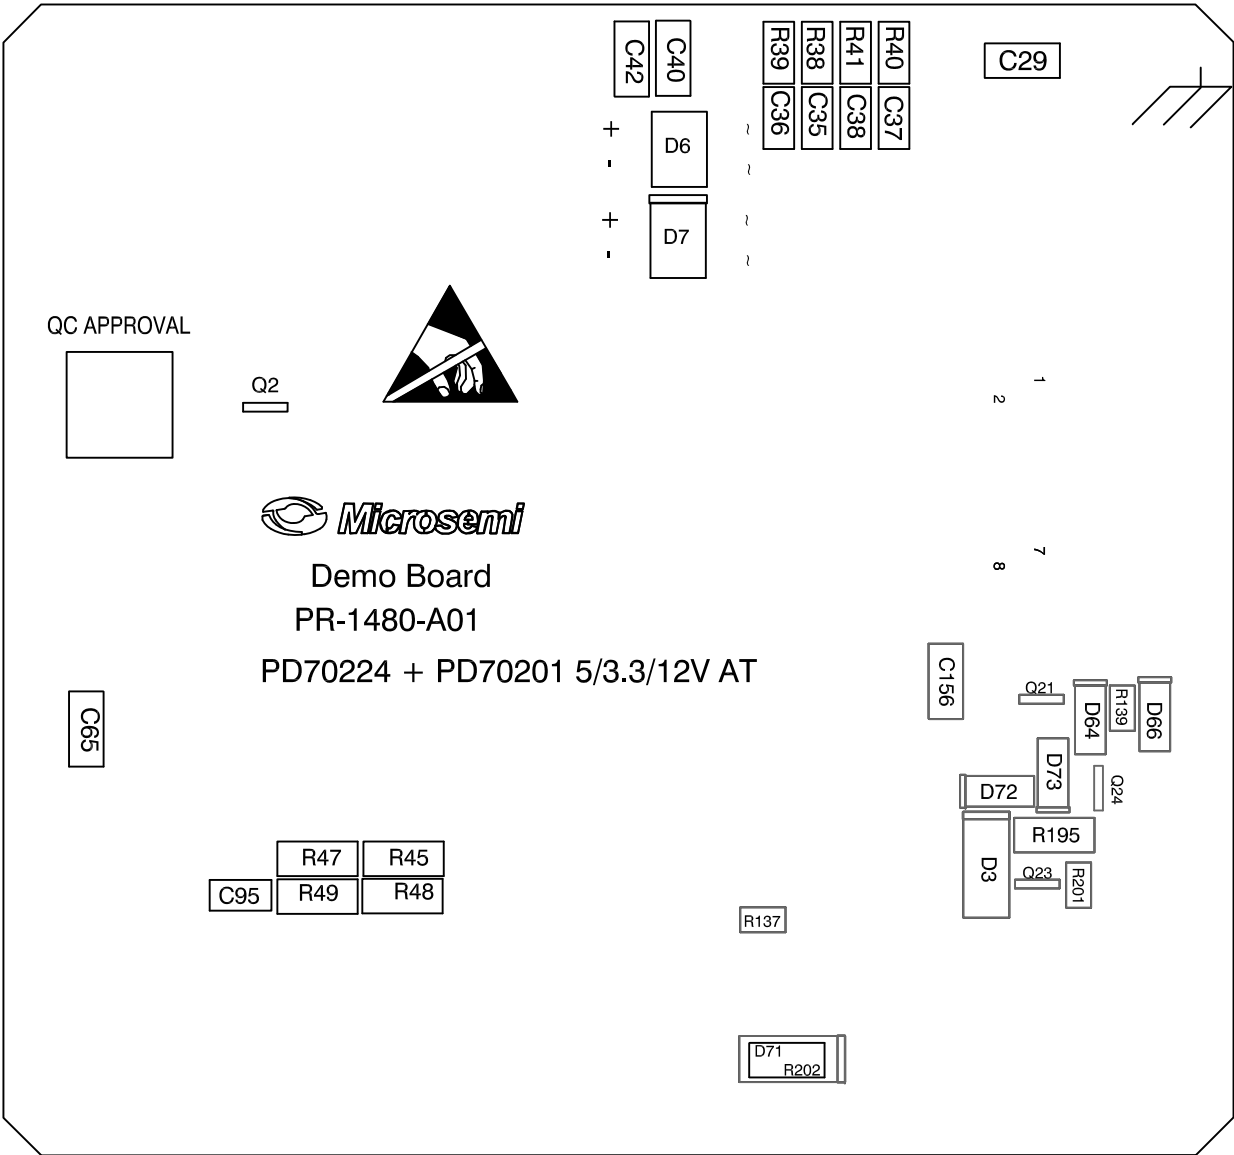 C42
C40
R39
R38
R41
R40
C29
C36
C35
C38
C37
+
D6
~
-
~
+
D7
~
-
~
QC APPROVAL
Q2
1
2
Microsemi
7
8
Demo Board
PR-1480-A01
PD70224 + PD70201 5/3.3/12V AT
C156
Q21
D64
R139
D66
C65
D73
D72
Q24
R195
R47
R45
D3
Q23
R201
C95
R49
R48
R137
D71
R202